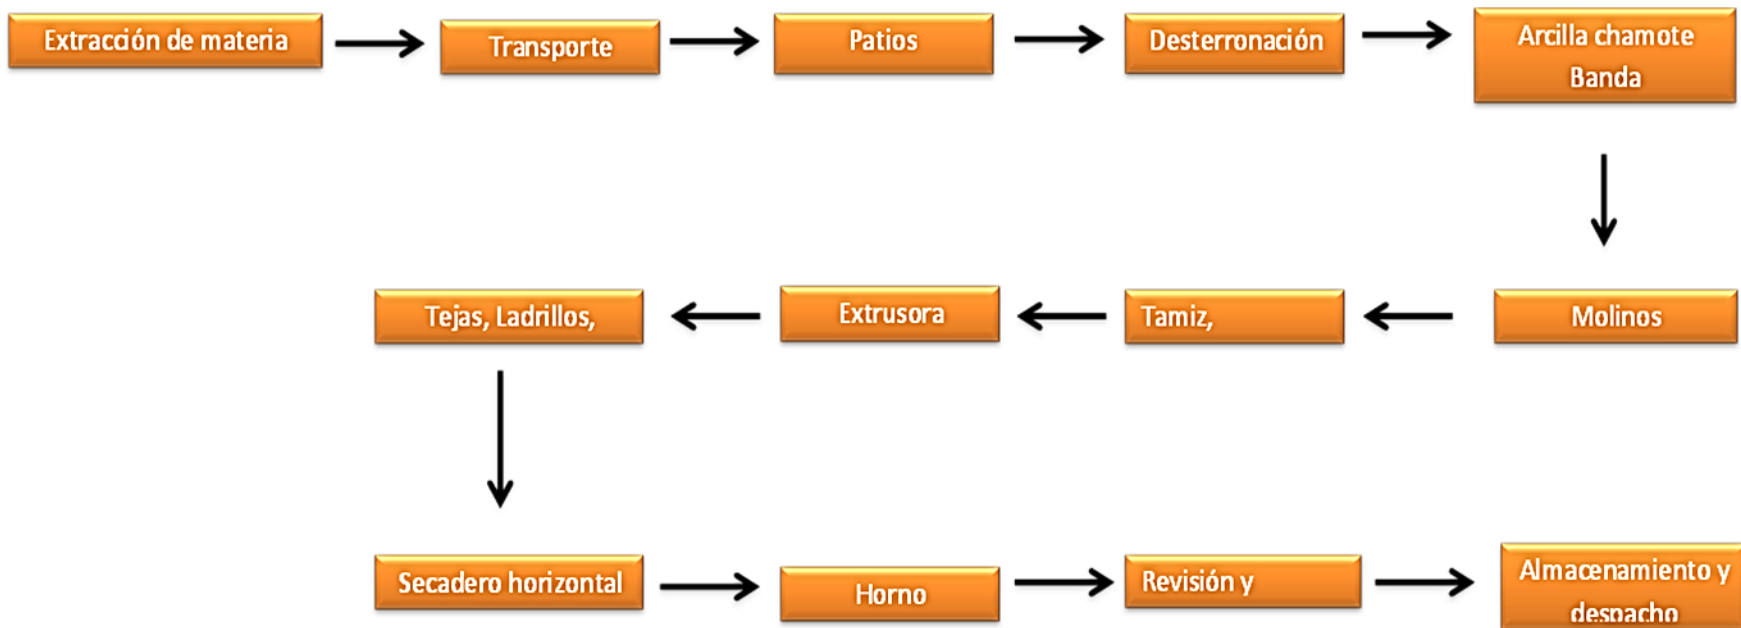 Extracción de materia
Transporte
Patios
Desterronación
Arcilla chamote
Banda
Molinos
Tamiz,
Extrusora
Tejas, Ladrillos,
Secadero horizontal
Horno
Revisión y
Almacenamiento y
despacho